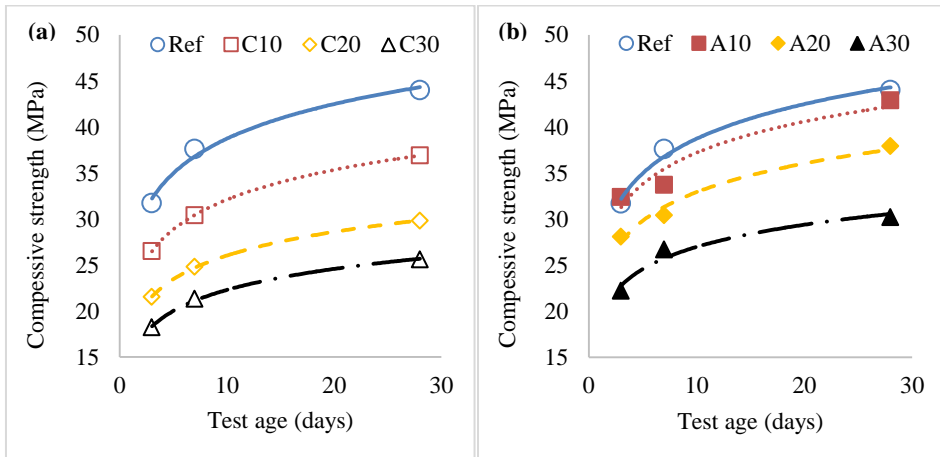 (a) Ref C10 C20 C30
50
45
40
35
30
25
20
15
Compessive strength (MPa)
0 10 20 30
Test age (days)
(b) Ref A10 A20 A30
50
45
40
35
30
25
20
15
Compessive strength (MPa)
0 10 20 30
Test age (days)